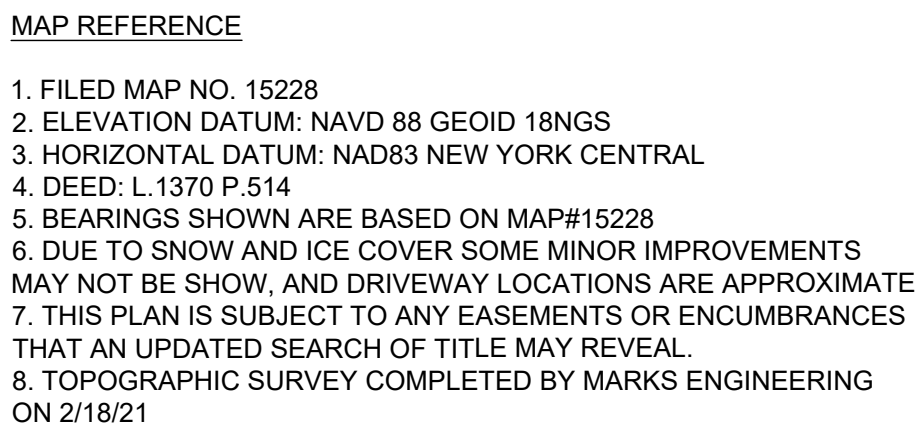 MAP REFERENCE
1. FILED MAP NO. 15228
2. ELEVATION DATUM: NAVD 88 GEOID 18NGS
3. HORIZONTAL DATUM: NAD83 NEW YORK CENTRAL
4. DEED: L.1370 P.514
5. BEARINGS SHOWN ARE BASED ON MAP#15228
6. DUE TO SNOW AND ICE COVER SOME MINOR IMPROVEMENTS
MAY NOT BE SHOW, AND DRIVEWAY LOCATIONS ARE APPROXIMATE
7. THIS PLAN IS SUBJECT TO ANY EASEMENTS OR ENCUMBRANCES
THAT AN UPDATED SEARCH OF TITLE MAY REVEAL.
8. TOPOGRAPHIC SURVEY COMPLETED BY MARKS ENGINEERING
ON 2/18/21